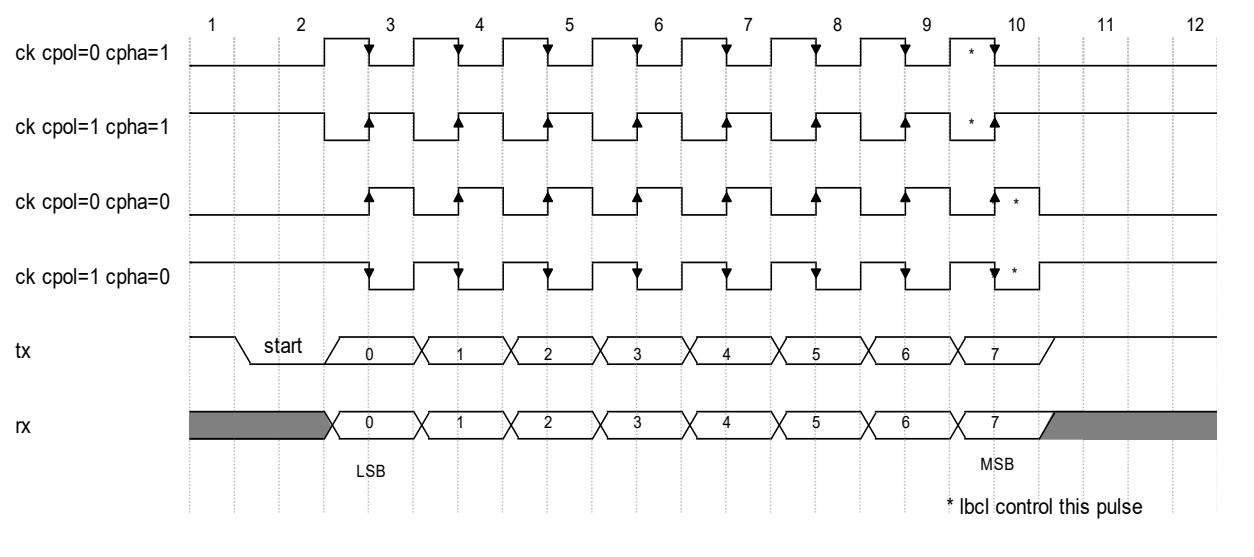 1 2 3 4 5 6 7 8 9 10 11 12
ck cpol=0 cpha=1 *
ck cpol=1 cpha=1 *
ck cpol=0 cpha=0 *
ck cpol=1 cpha=0 *
tx start 0 1 2 3 4 5 6 7
rx 0 1 2 3 4 5 6 7
LSB MSB
* lbcl control this pulse